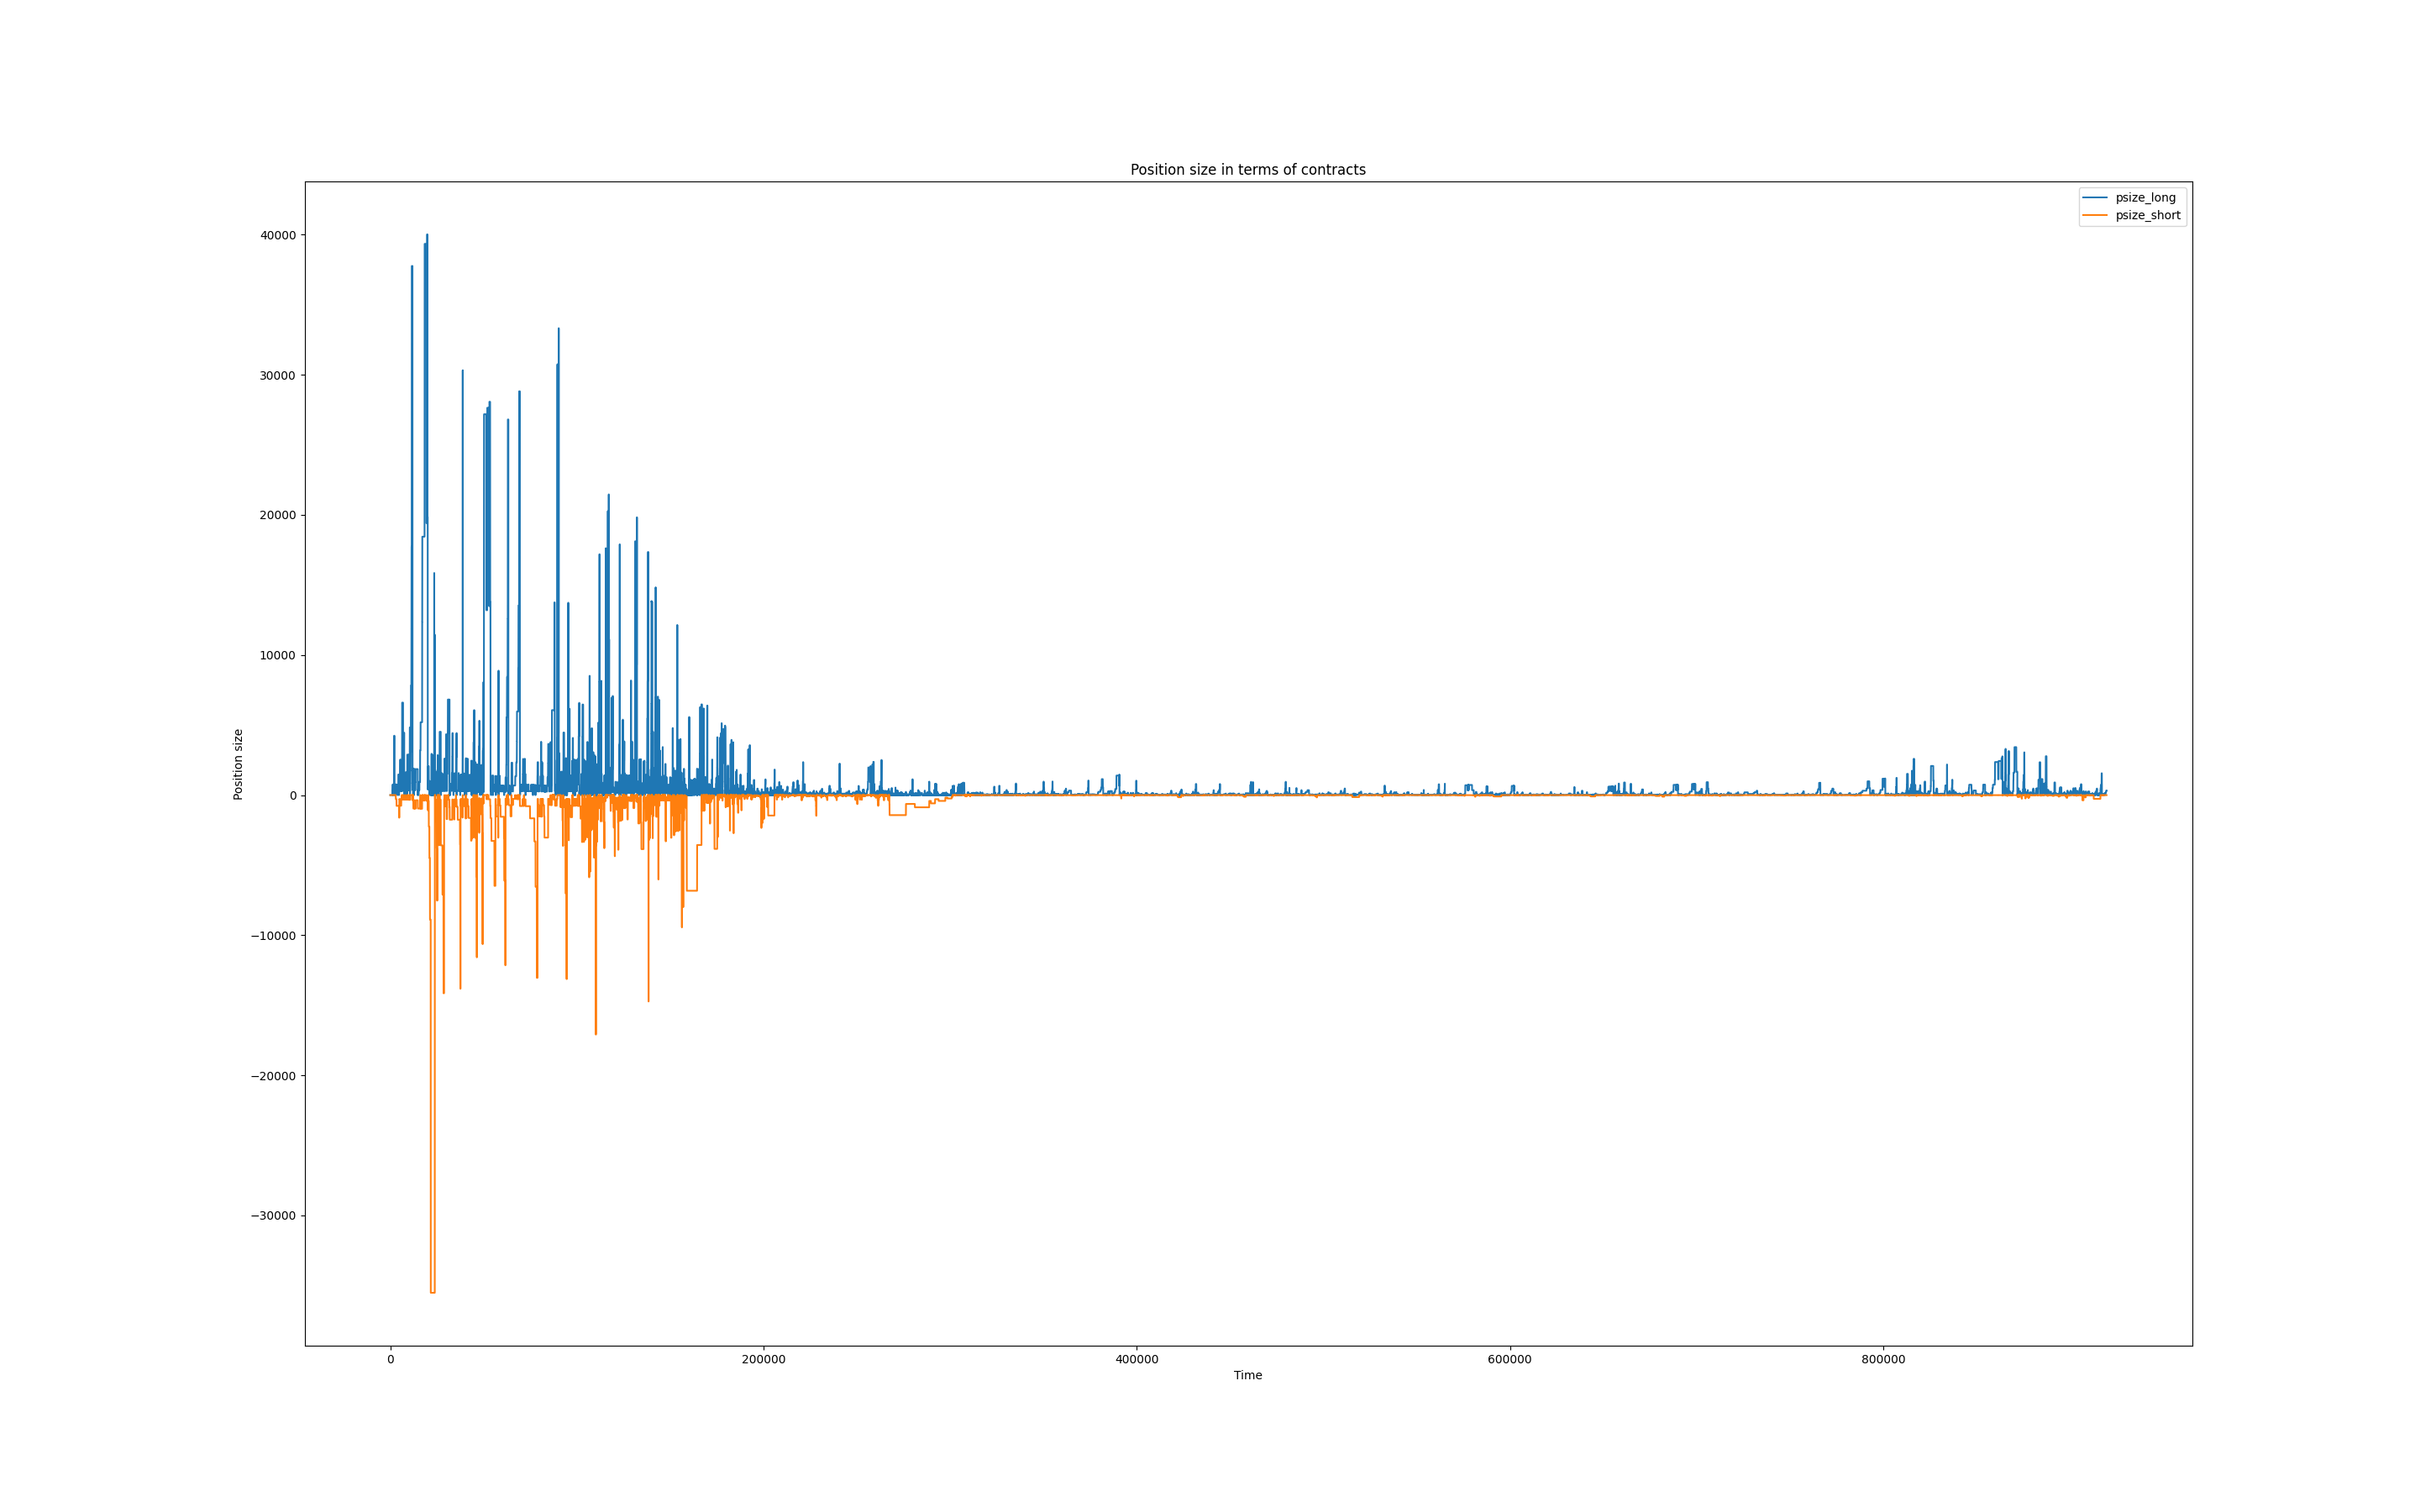 Position size in terms of contracts
psize_long
psize_short
40000
30000
20000
10000
0
−10000
−20000
−30000
Position size
0
200000
400000
600000
800000
Time